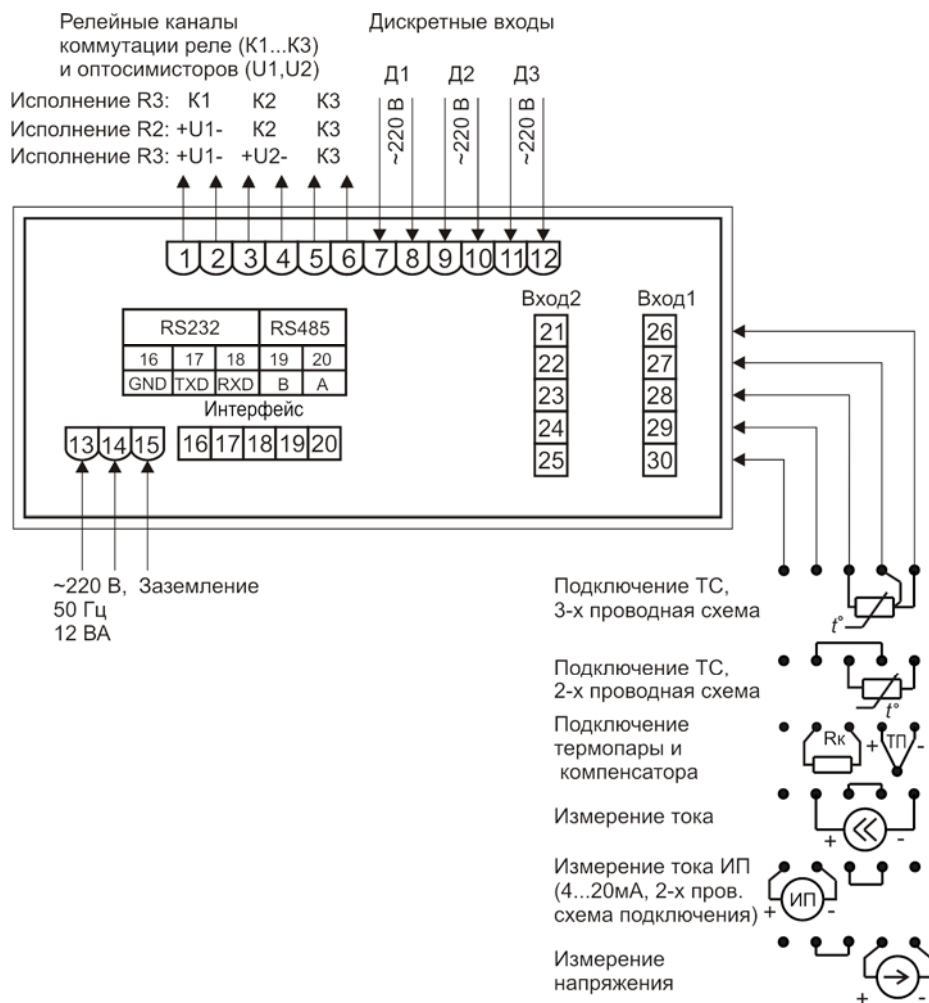 Релейные каналы
коммутации реле (К1...К3)
и оптосимисторов (U1,U2)
Дискретные входы
Д1 Д2 Д3
Исполнение R3: К1 К2 К3
Исполнение R2: +U1- К2 К3
Исполнение R3: +U1- +U2- К3
~220 В ~220 В ~220 В
1 2 3 4 5 6 7 8 9 10 11 12
Вход2 Вход1
21 26
22 27
23 28
24 29
25 30
RS232 RS485
16 17 18 19 20
GND TXD RXD B A
Интерфейс
13 14 15 16 17 18 19 20
~220 В, Заземление
50 Гц
12 ВА
Подключение ТС,
3-х проводная схема
t°
Подключение ТС,
2-х проводная схема
t°
Подключение
термопары и
компенсатора
Rк + ТП -
Измерение тока
+ -
Измерение тока ИП
(4...20мА, 2-х пров.
схема подключения)
+ ИП -
Измерение
напряжения
+ -